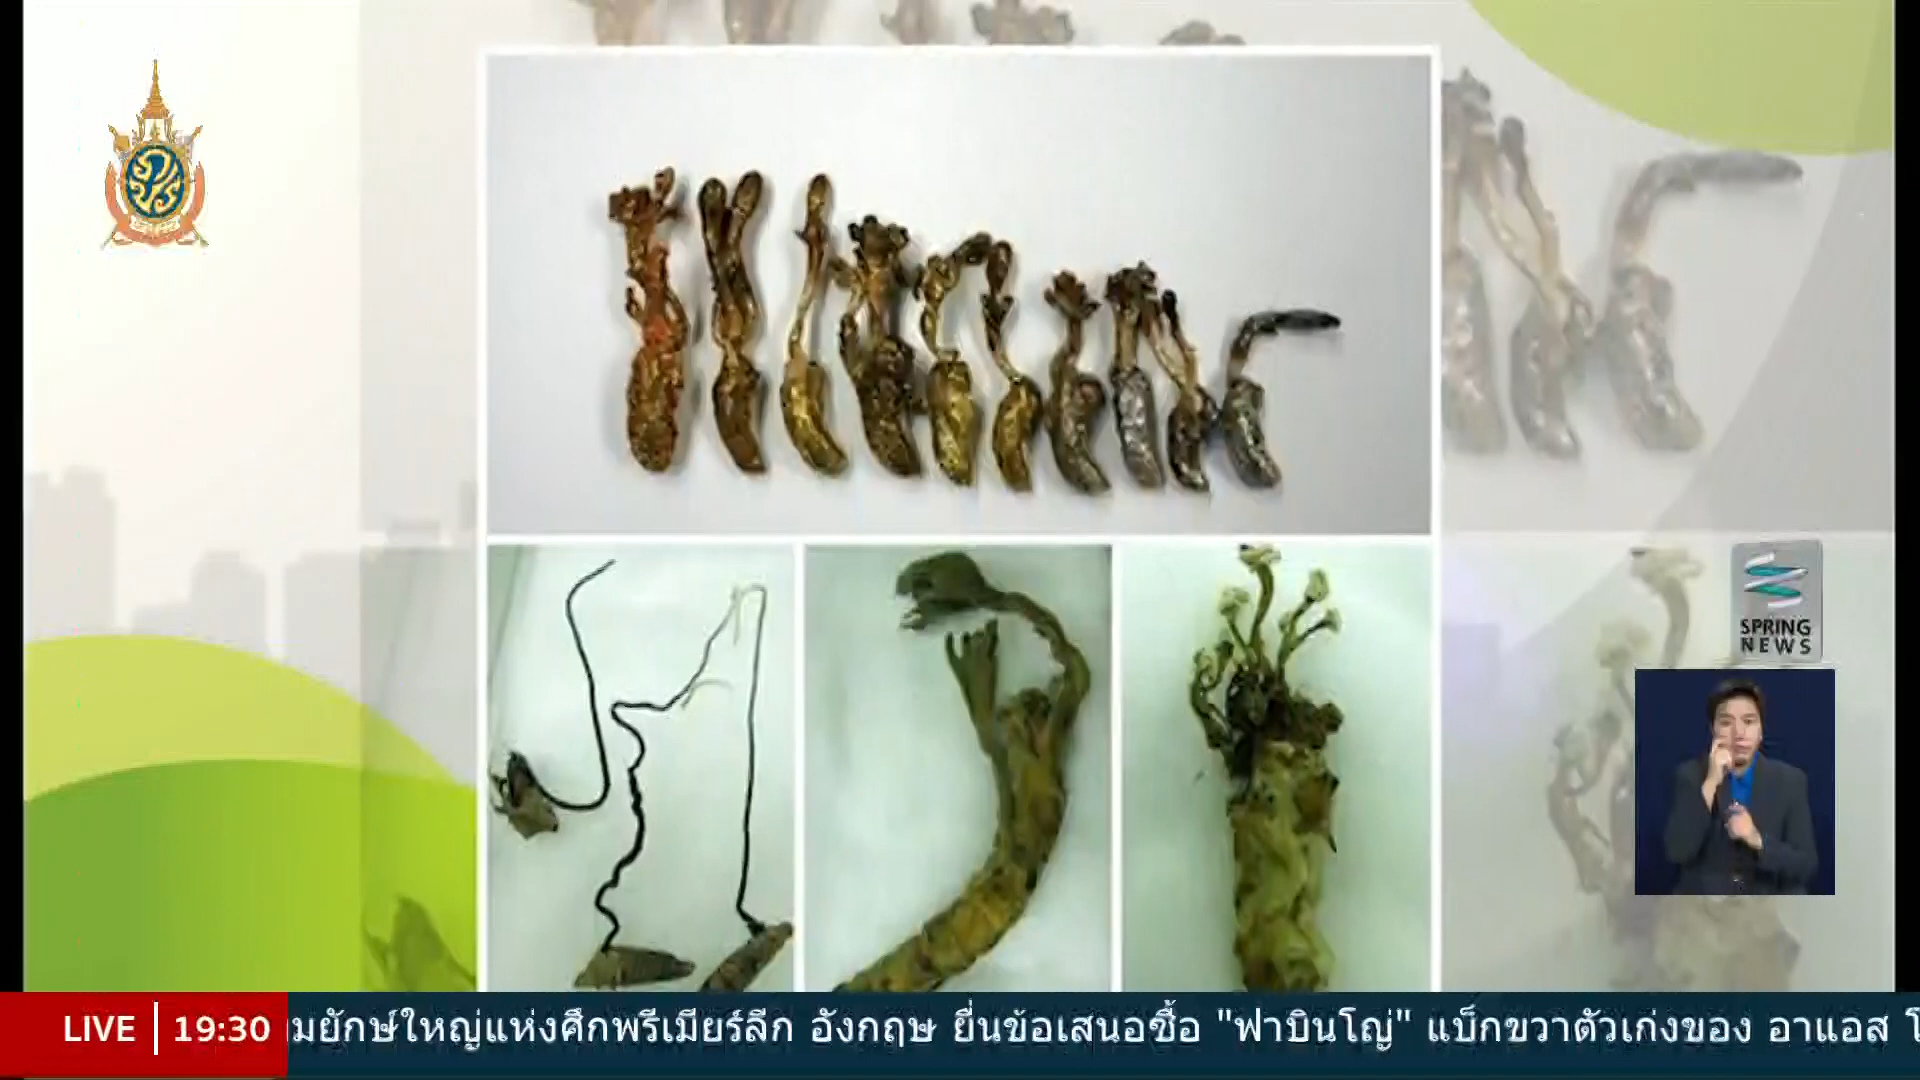 SPRING
NEWS
LIVE 19:30 มยักษ์ใหญ่แห่งศึกพรีเมียร์ลีก อังกฤษ ยื่นข้อเสนอซื้อ "ฟาบินโญ่" แบ็กขวาตัวเก่งของ อาแอส